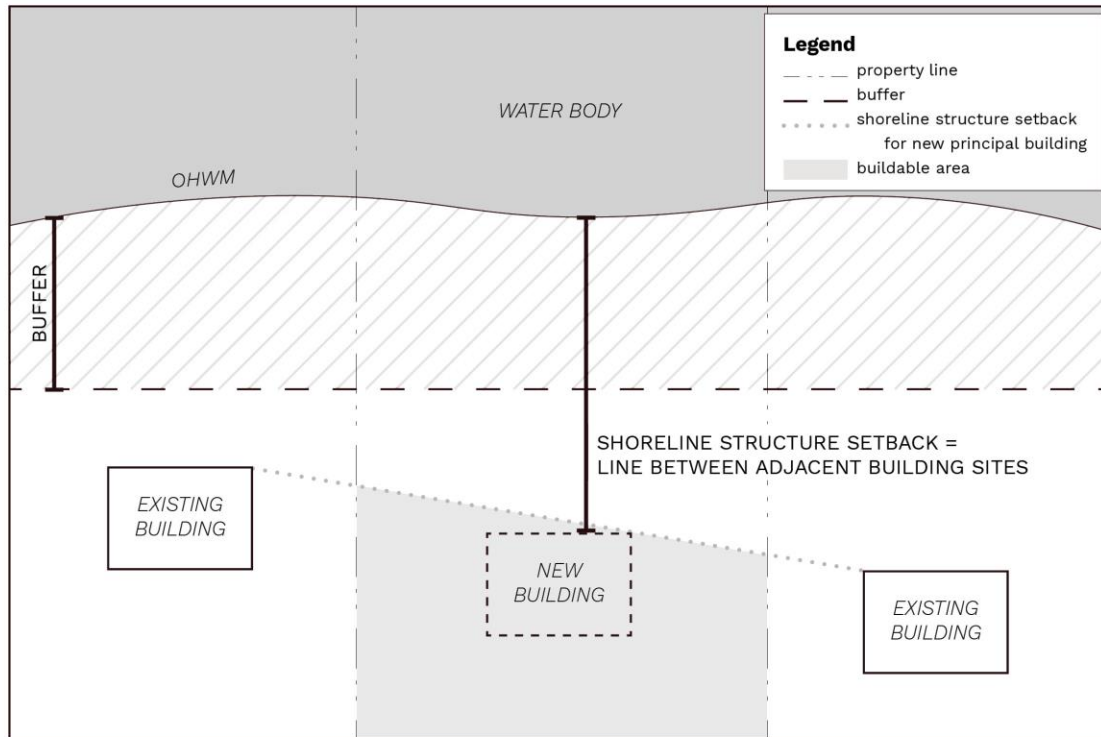 Legend
property line
buffer
shoreline structure setback
for new principal building
buildable area
WATER BODY
OHWM
BUFFER
SHORELINE STRUCTURE SETBACK =
LINE BETWEEN ADJACENT BUILDING SITES
EXISTING
BUILDING
NEW
BUILDING
EXISTING
BUILDING